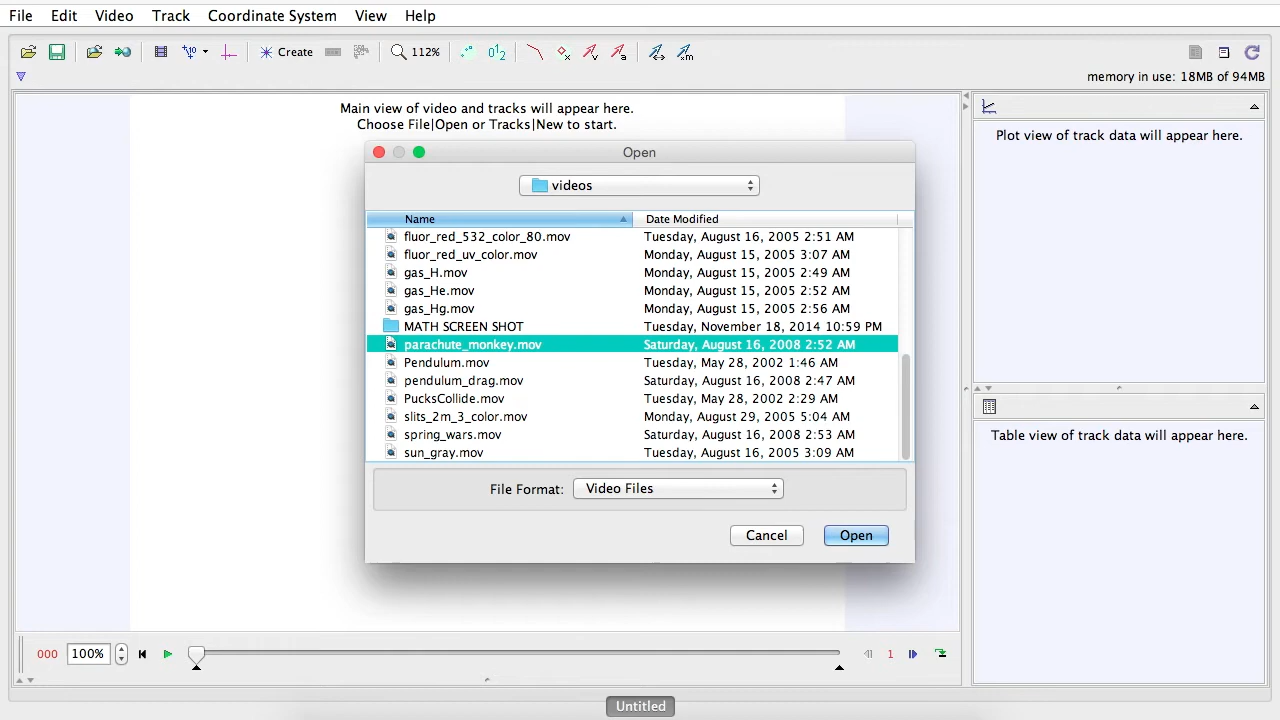 File Edit Video Track Coordinate System View Help
Create 112%
memory in use: 18MB of 94MB
Main view of video and tracks will appear here.
Choose File|Open or Tracks|New to start.
Plot view of track data will appear here.
Open
videos
Name Date Modified
fluor_red_532_color_80.mov Tuesday, August 16, 2005 2:51 AM
fluor_red_uv_color.mov Monday, August 15, 2005 3:07 AM
gas_H.mov Monday, August 15, 2005 2:49 AM
gas_He.mov Monday, August 15, 2005 2:52 AM
gas_Hg.mov Monday, August 15, 2005 2:56 AM
MATH SCREEN SHOT Tuesday, November 18, 2014 10:59 PM
parachute_monkey.mov Saturday, August 16, 2008 2:52 AM
Pendulum.mov Tuesday, May 28, 2002 1:46 AM
pendulum_drag.mov Saturday, August 16, 2008 2:47 AM
PucksCollide.mov Tuesday, May 28, 2002 2:29 AM
slits_2m_3_color.mov Monday, August 29, 2005 5:04 AM
spring_wars.mov Saturday, August 16, 2008 2:53 AM
sun_gray.mov Tuesday, August 16, 2005 3:09 AM
Table view of track data will appear here.
File Format: Video Files
Cancel Open
000 100% 1
Untitled